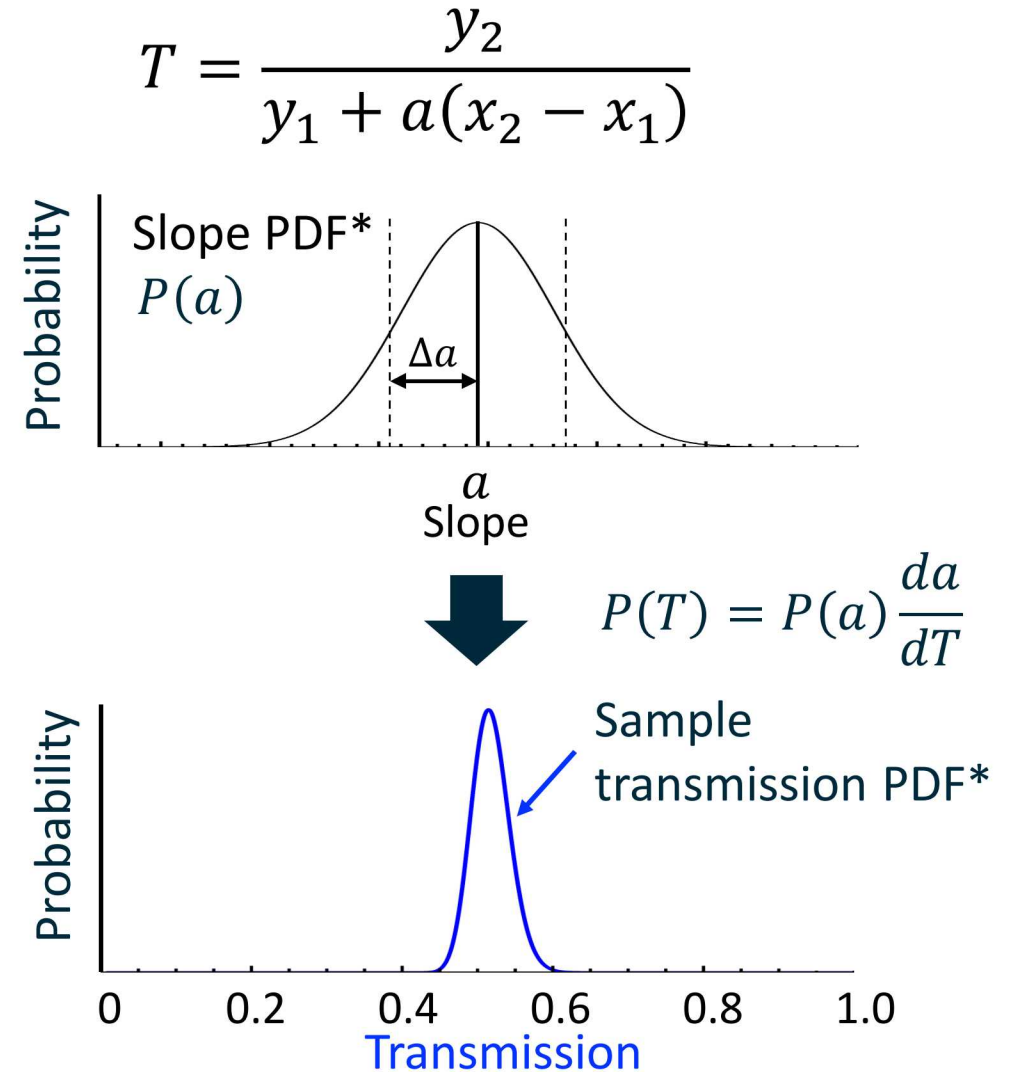 T = y₂ / (y₁ + a(x₂ − x₁))
Probability
Slope PDF*
P(a)
Δa
a
Slope
P(T) = P(a) da/dT
Probability
Sample
transmission PDF*
0 0.2 0.4 0.6 0.8 1.0
Transmission